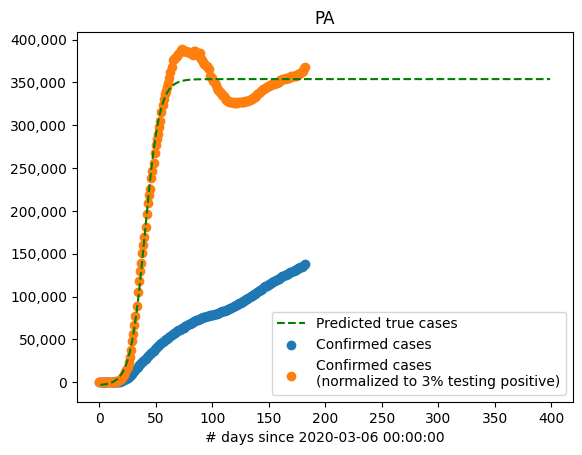 PA
400,000
350,000
300,000
250,000
200,000
150,000
100,000
50,000
0
0 50 100 150 200 250 300 350 400
# days since 2020-03-06 00:00:00
Predicted true cases
Confirmed cases
Confirmed cases
(normalized to 3% testing positive)